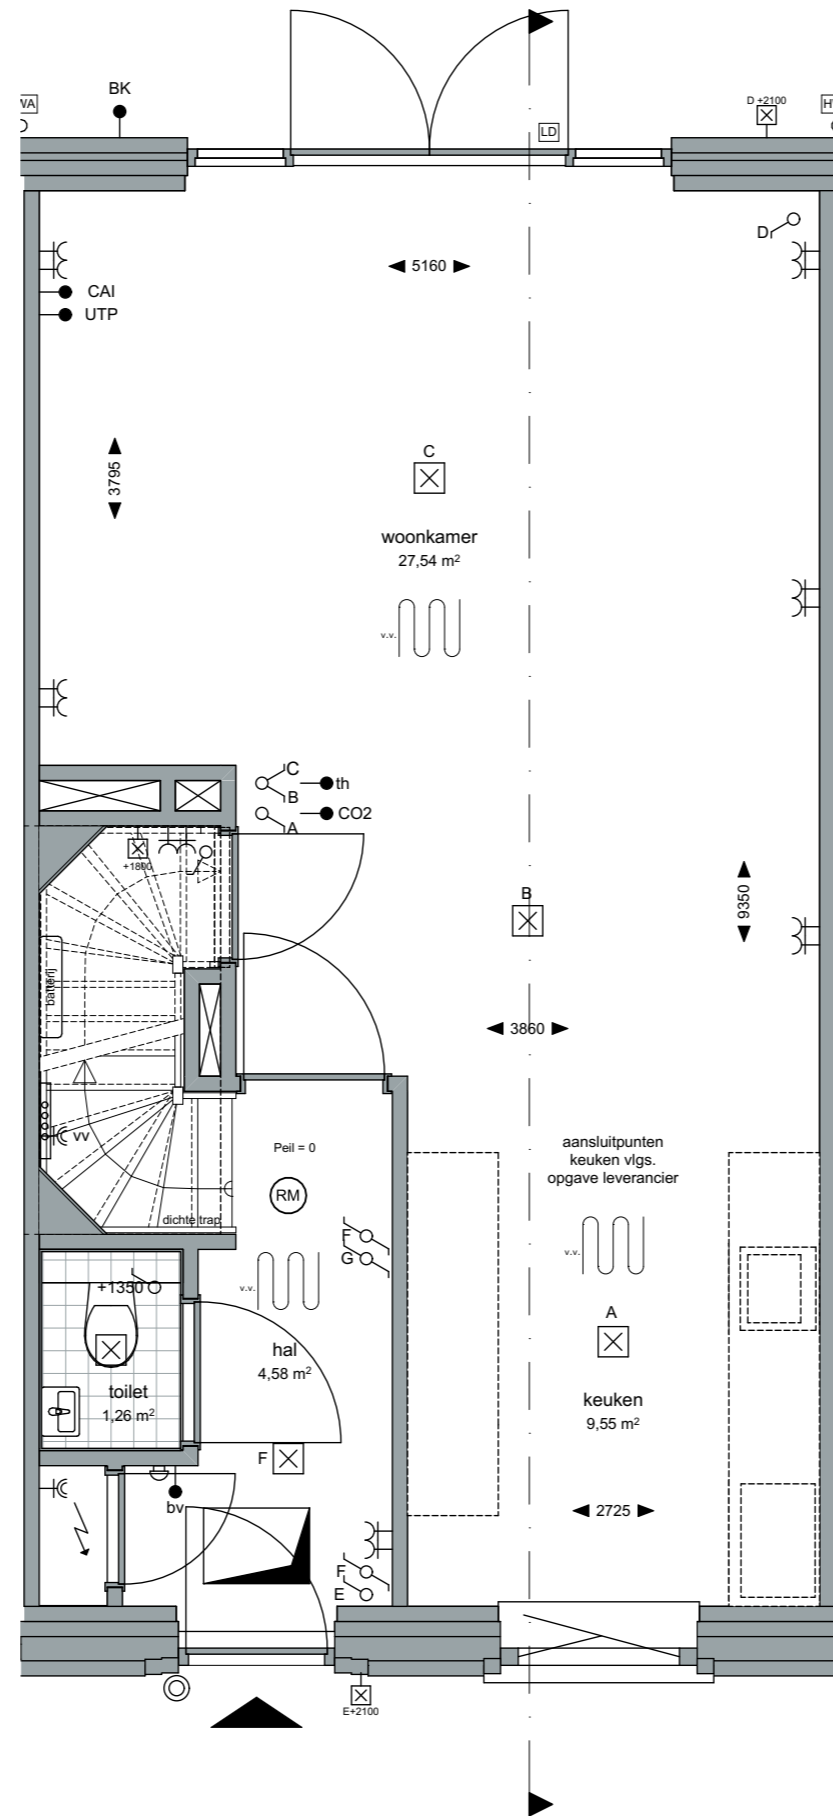 BK
D +2100
WA
LD
D
5160
CAI
UTP
3795
C
woonkamer
27,54 m²
v.v.
C
B
th
A
CO2
+1800
B
9350
batterij
3860
vv
Peil = 0
aansluitpunten
keuken vlgs.
opgave leverancier
RM
dichte trap
F
G
v.v.
v.v.
+1350
A
hal
4,58 m²
toilet
1,26 m²
keuken
9,55 m²
F
bv
2725
F
E
E+2100